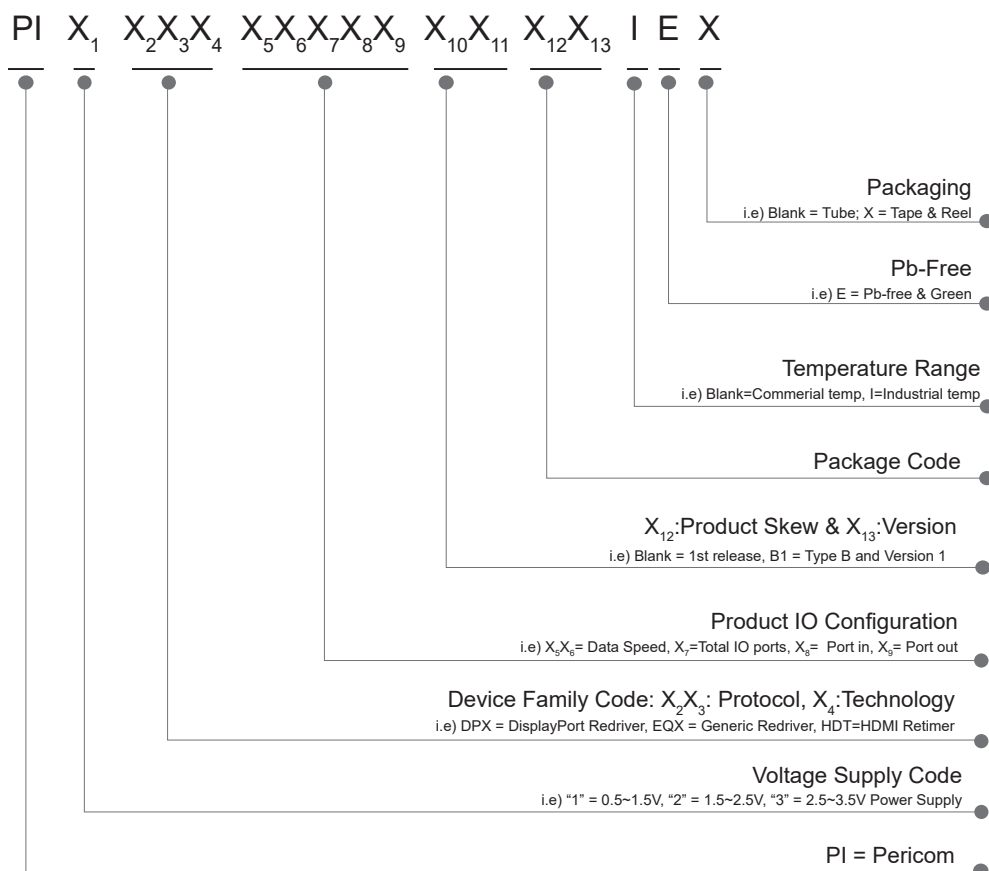 PI X1 X2X3X4 X5X6X7X8X9 X10X11 X12X13 I E X
Packaging
i.e) Blank = Tube; X = Tape & Reel
Pb-Free
i.e) E = Pb-free & Green
Temperature Range
i.e) Blank=Commerial temp, I=Industrial temp
Package Code
X12:Product Skew & X13:Version
i.e) Blank = 1st release, B1 = Type B and Version 1
Product IO Configuration
i.e) X5X6= Data Speed, X7=Total IO ports, X8= Port in, X9= Port out
Device Family Code: X2X3: Protocol, X4:Technology
i.e) DPX = DisplayPort Redriver, EQX = Generic Redriver, HDT=HDMI Retimer
Voltage Supply Code
i.e) “1” = 0.5~1.5V, “2” = 1.5~2.5V, “3” = 2.5~3.5V Power Supply
PI = Pericom